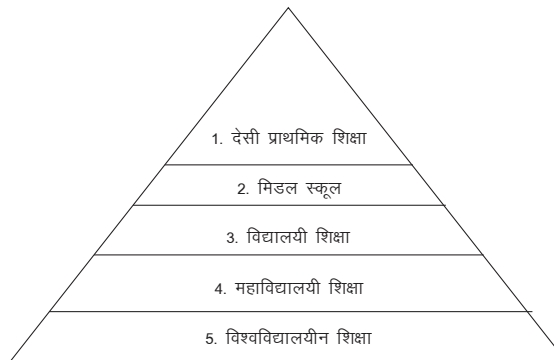 1. देसी प्राथमिक शिक्षा
2. मिडल स्कूल
3. विद्यालयी शिक्षा
4. महाविद्यालयी शिक्षा
5. विश्वविद्यालयीन शिक्षा